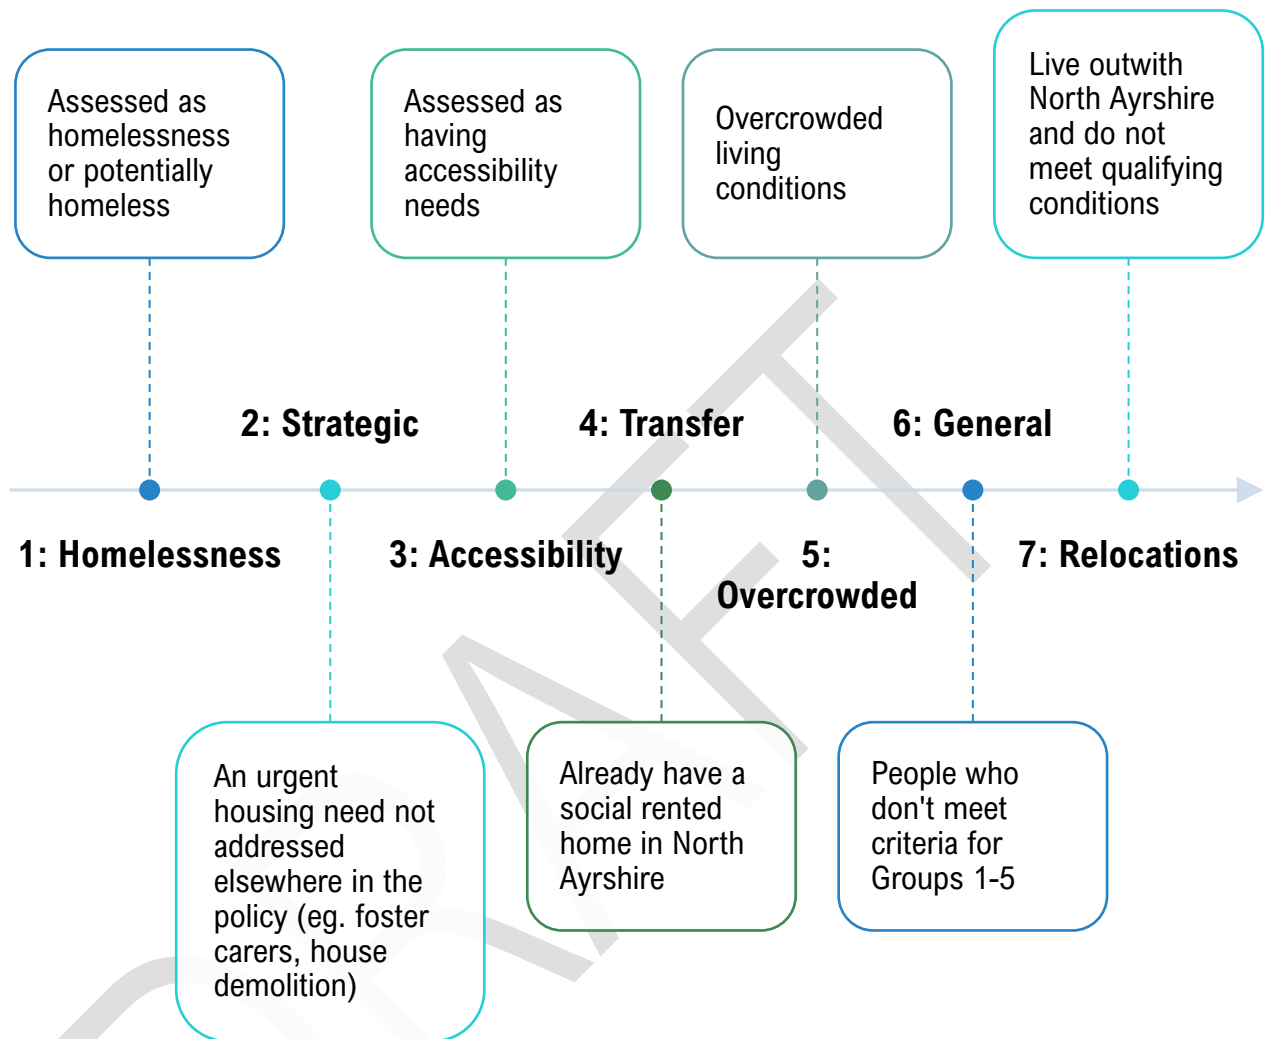 Assessed as
homelessness
or potentially
homeless
Assessed as
having
accessibility
needs
Overcrowded
living
conditions
Live outwith
North Ayrshire
and do not
meet qualifying
conditions
2: Strategic
4: Transfer
6: General
1: Homelessness
3: Accessibility
5:
Overcrowded
7: Relocations
An urgent
housing need not
addressed
elsewhere in the
policy (eg. foster
carers, house
demolition)
Already have a
social rented
home in North
Ayrshire
People who
don't meet
criteria for
Groups 1-5
DRAFT